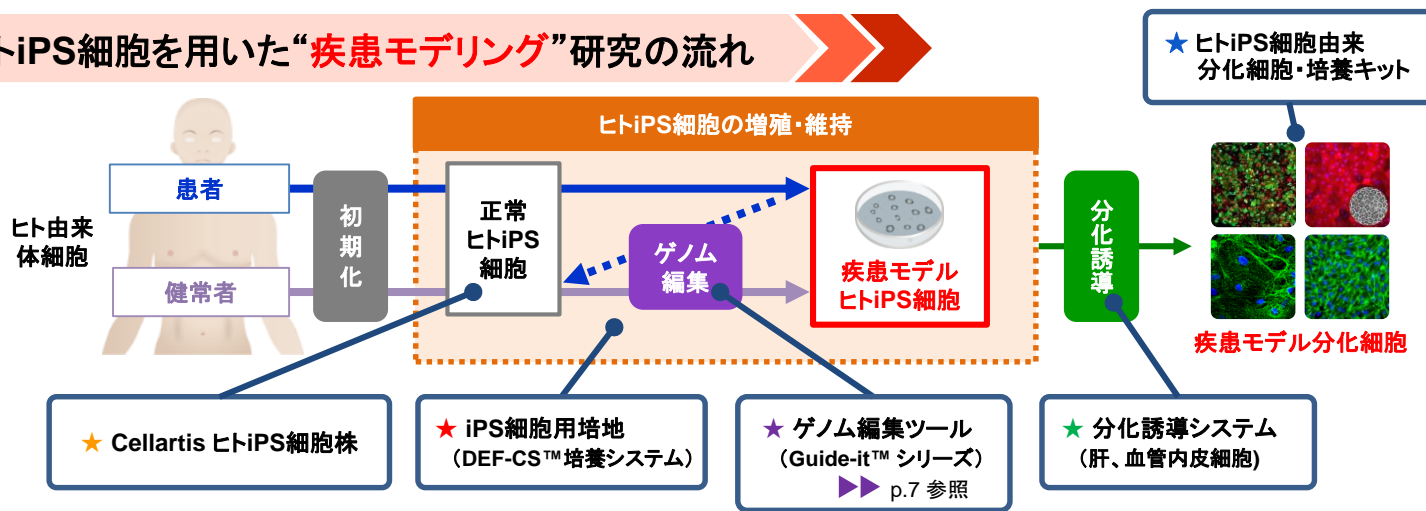 トiPS細胞を用いた“疾患モデリング”研究の流れ
★ ヒトiPS細胞由来
分化細胞・培養キット
ヒトiPS細胞の増殖・維持
ヒト由来
体細胞
患者
健常者
初期化
正常
ヒトiPS
細胞
ゲノム
編集
疾患モデル
ヒトiPS細胞
分化誘導
疾患モデル分化細胞
★ Cellartis ヒトiPS細胞株
★ iPS細胞用培地
（DEF-CS™培養システム）
★ ゲノム編集ツール
（Guide-it™ シリーズ）
▶▶ p.7 参照
★ 分化誘導システム
（肝、血管内皮細胞)